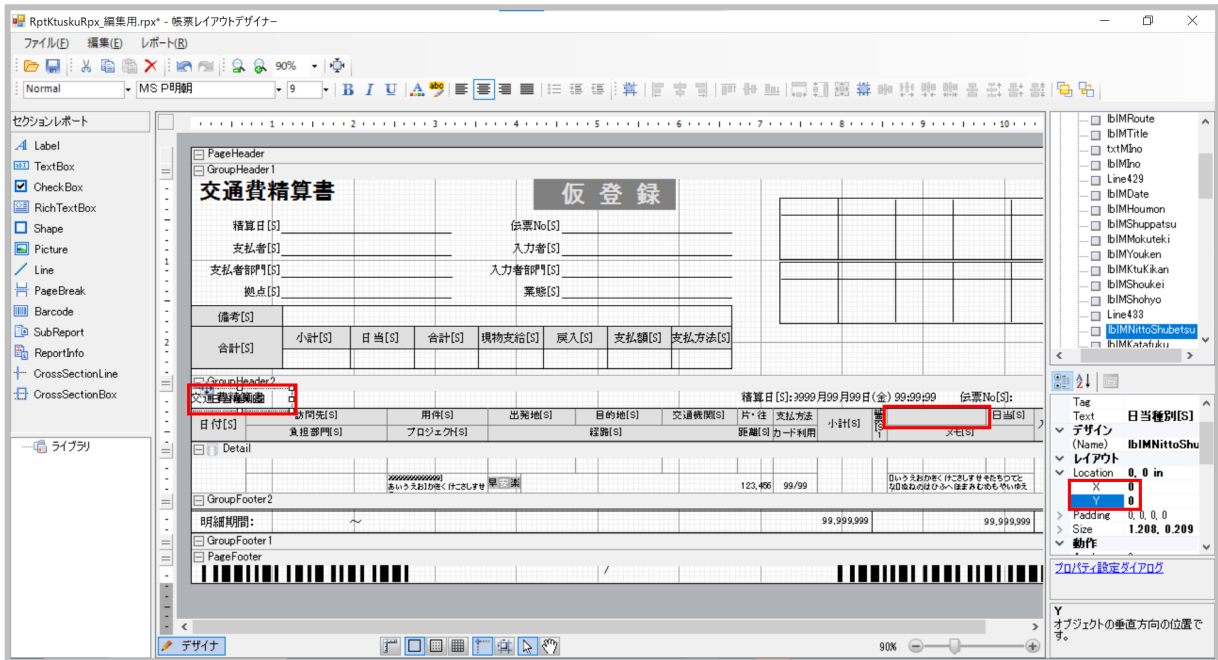 RptKtuskuRpx_編集用.rpx* - 帳票レイアウトデザイナー
ファイル(F) 編集(E) レポート(R)
90%
Normal MS P明朝 9 B I U
セクションレポート
Label
TextBox
CheckBox
RichTextBox
Shape
Picture
Line
PageBreak
Barcode
SubReport
ReportInfo
CrossSectionLine
CrossSectionBox
ライブラリ
1 2 3 4 5 6 7 8 9 10
PageHeader
GroupHeader1
交通費精算書 仮 登 録
精算日[S] 伝票No[S]
支払者[S] 入力者[S]
支払者部門[S] 入力者部門[S]
拠点[S] 業態[S]
備考[S]
合計[S] 小計[S] 日当[S] 合計[S] 現物支給[S] 戻入[S] 支払額[S] 支払方法[S]
GroupHeader2
精算日[S]:9999月99月99日(金) 99:99:99 伝票No[S]:
日付[S] 訪問先[S] 用件[S] 出発地[S] 目的地[S] 交通機関[S] 片・往 支払方法 小計[S] 日当[S]
負担部門[S] プロジェクト[S] 経路[S] 距離[S] カード利用 メモ[S]
Detail
123,456 99/99
GroupFooter2
明細期間: ～ 99,999,999 99,999,999
GroupFooter1
PageFooter
/
デザイナ
90%
lblMRoute
lblMTitle
txtMIno
lblMIno
Line429
lblMDate
lblMHoumon
lblMShuppatsu
lblMMokuteki
lblMYouken
lblMKtuKikan
lblMShoukei
lblMShohyo
Line433
lblMNittoShubetsu
lblMKatafuku
Tag
Text 日当種別[S]
デザイン
(Name) lblMNittoShu
レイアウト
Location 0, 0 in
X 0
Y 0
Padding 0, 0, 0, 0
Size 1.208, 0.209
動作
プロパティ設定ダイアログ
Y
オブジェクトの垂直方向の位置で
す。